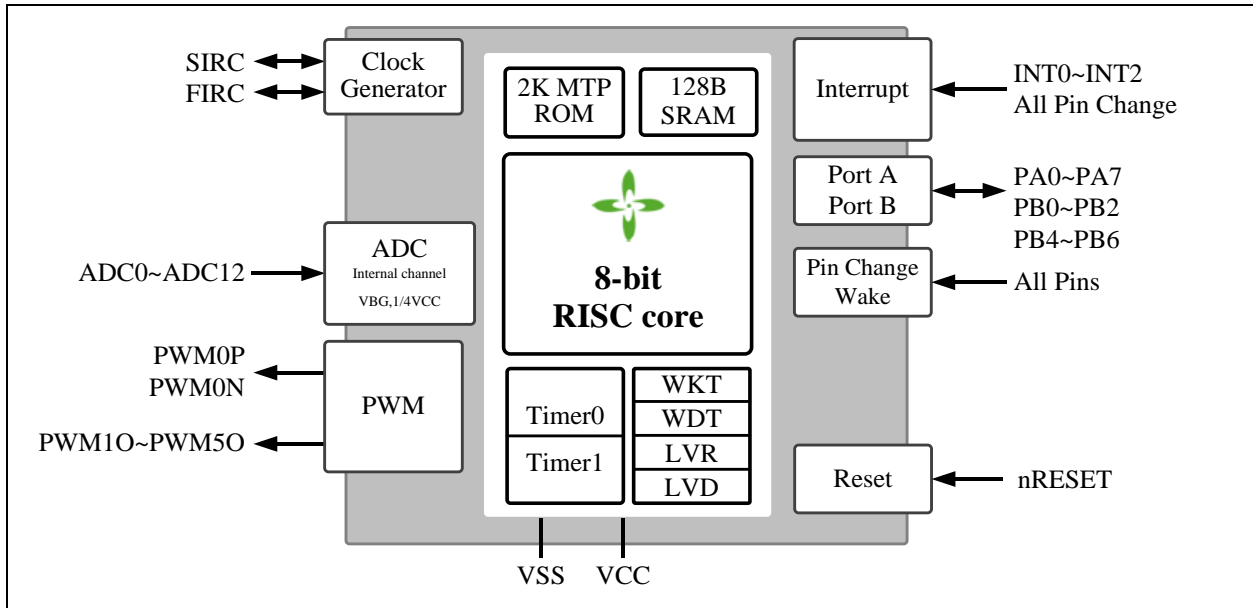 SIRC
FIRC
Clock
Generator
2K MTP
ROM
128B
SRAM
Interrupt
INT0~INT2
All Pin Change
Port A
Port B
PA0~PA7
PB0~PB2
PB4~PB6
ADC0~ADC12
ADC
Internal channel
VBG,1/4VCC
8-bit
RISC core
Pin Change
Wake
All Pins
PWM0P
PWM0N
PWM1O~PWM5O
PWM
Timer0
Timer1
WKT
WDT
LVR
LVD
Reset
nRESET
VSS
VCC